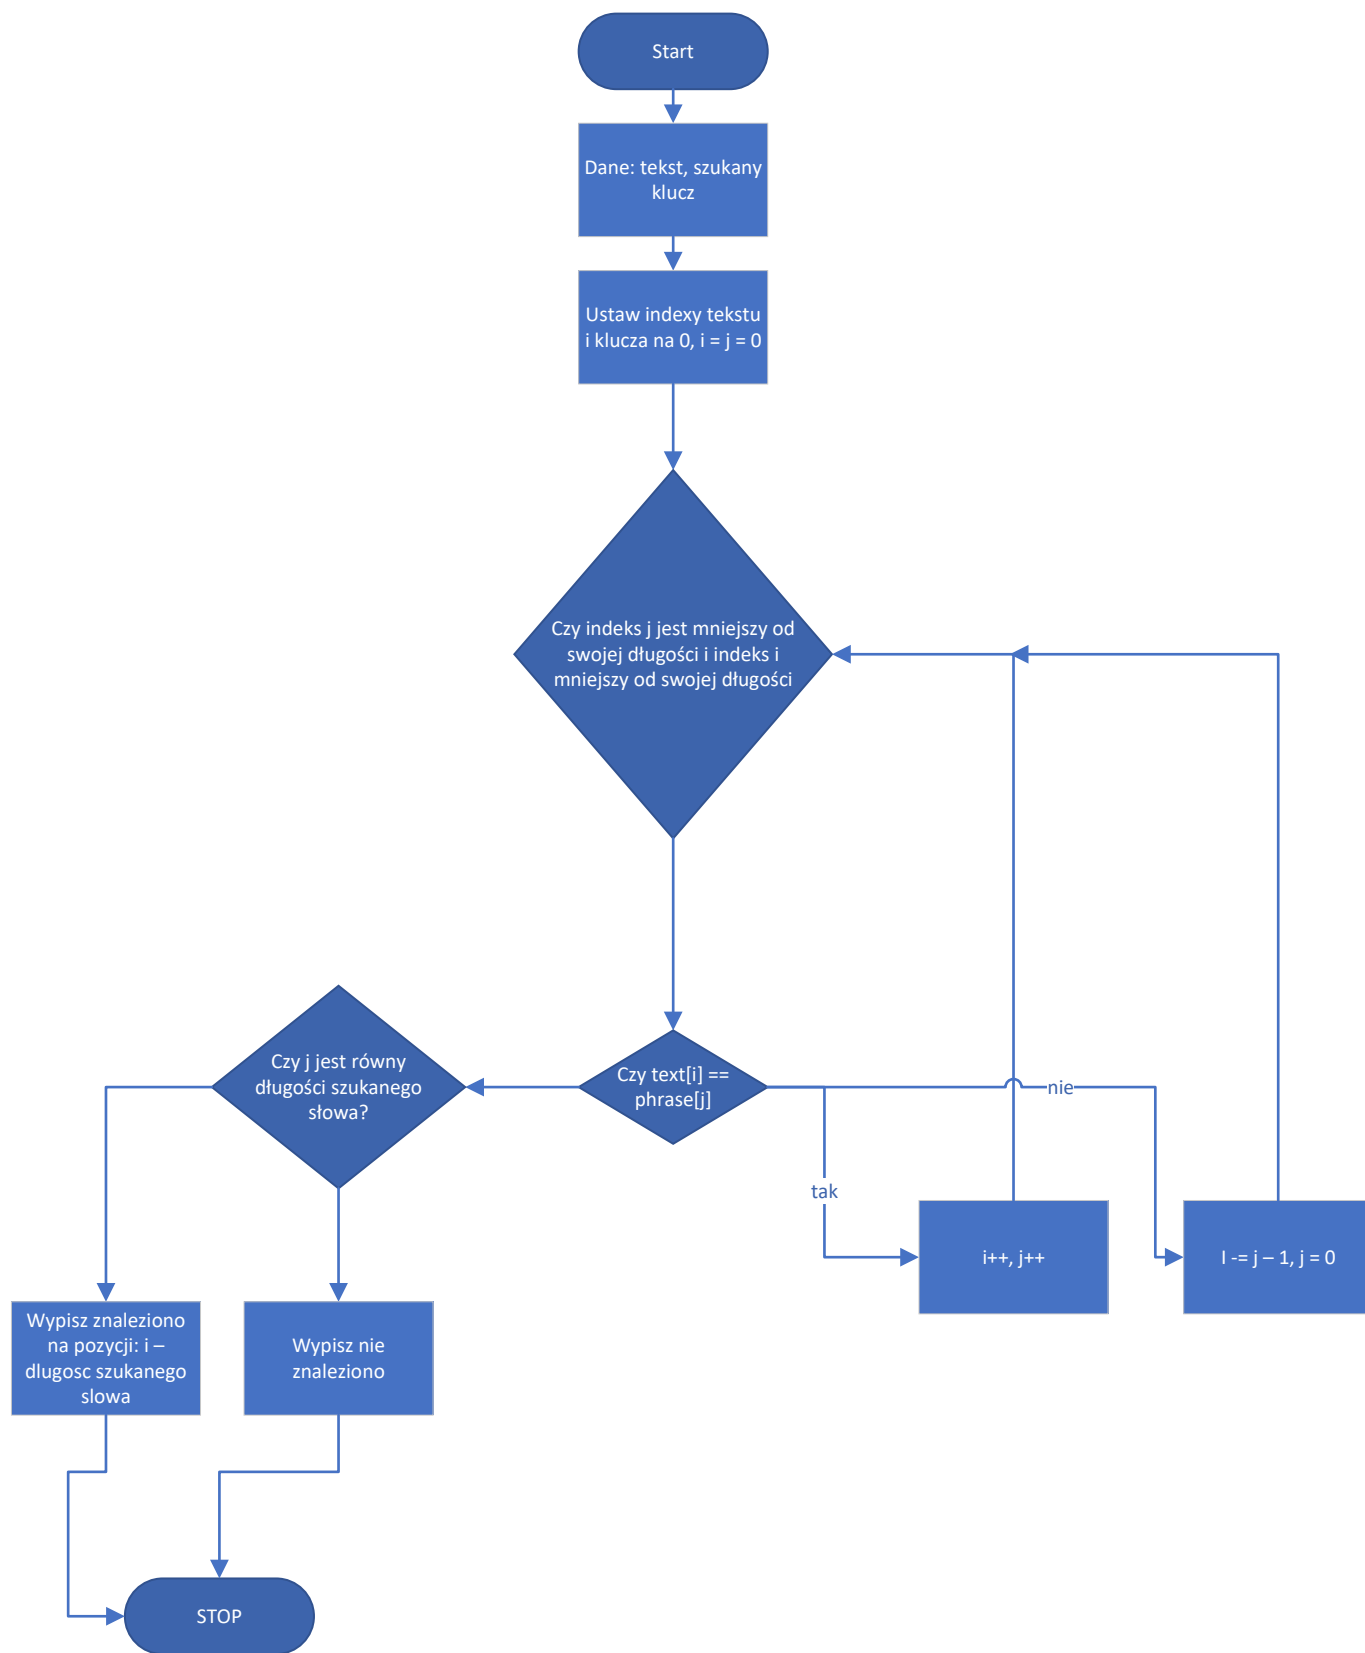 Start
Dane: tekst, szukany
klucz
Ustaw indexy tekstu
i klucza na 0, i = j = 0
Czy indeks j jest mniejszy od
swojej długości i indeks i
mniejszy od swojej długości
Czy j jest równy
długości szukanego
słowa?
Czy text[i] ==
phrase[j]
nie
tak
i++, j++
I -= j – 1, j = 0
Wypisz znaleziono
na pozycji: i –
dlugosc szukanego
slowa
Wypisz nie
znaleziono
STOP